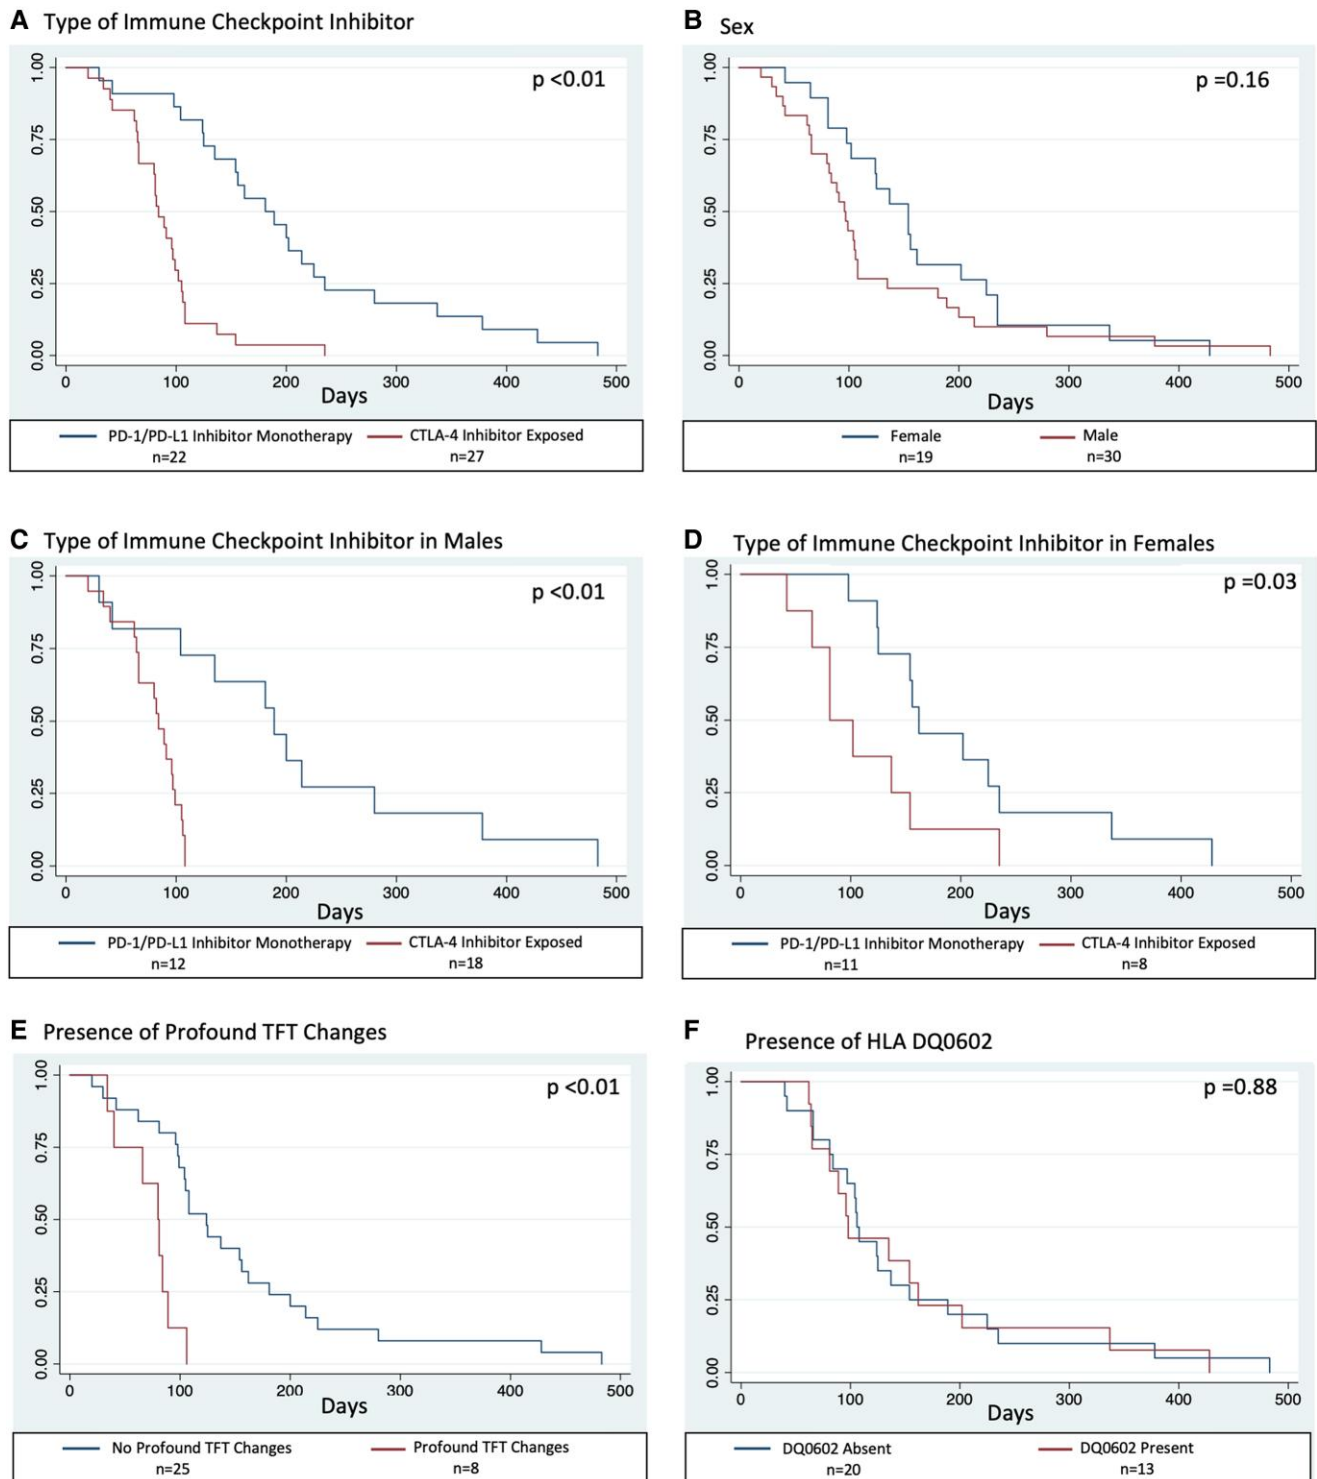 A Type of Immune Checkpoint Inhibitor
p <0.01
1.00
0.75
0.50
0.25
0.00
0 100 200 300 400 500
Days
PD-1/PD-L1 Inhibitor Monotherapy CTLA-4 Inhibitor Exposed
n=22 n=27
B Sex
p =0.16
1.00
0.75
0.50
0.25
0.00
0 100 200 300 400 500
Days
Female Male
n=19 n=30
C Type of Immune Checkpoint Inhibitor in Males
p <0.01
1.00
0.75
0.50
0.25
0.00
0 100 200 300 400 500
Days
PD-1/PD-L1 Inhibitor Monotherapy CTLA-4 Inhibitor Exposed
n=12 n=18
D Type of Immune Checkpoint Inhibitor in Females
p =0.03
1.00
0.75
0.50
0.25
0.00
0 100 200 300 400 500
Days
PD-1/PD-L1 Inhibitor Monotherapy CTLA-4 Inhibitor Exposed
n=11 n=8
E Presence of Profound TFT Changes
p <0.01
1.00
0.75
0.50
0.25
0.00
0 100 200 300 400 500
Days
No Profound TFT Changes Profound TFT Changes
n=25 n=8
F Presence of HLA DQ0602
p =0.88
1.00
0.75
0.50
0.25
0.00
0 100 200 300 400 500
Days
DQ0602 Absent DQ0602 Present
n=20 n=13